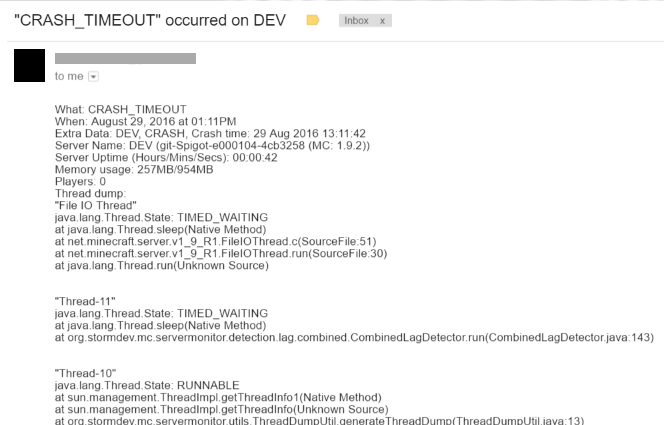 "CRASH_TIMEOUT" occurred on DEV
Inbox x
to me
What: CRASH_TIMEOUT
When: August 29, 2016 at 01:11PM
Extra Data: DEV, CRASH, Crash time: 29 Aug 2016 13:11:42
Server Name: DEV (git-Spigot-e000104-4cb3258 (MC: 1.9.2))
Server Uptime (Hours/Mins/Secs): 00:00:42
Memory usage: 257MB/954MB
Players: 0
Thread dump:
"File IO Thread"
java.lang.Thread.State: TIMED_WAITING
at java.lang.Thread.sleep(Native Method)
at net.minecraft.server.v1_9_R1.FileIOThread.c(SourceFile:51)
at net.minecraft.server.v1_9_R1.FileIOThread.run(SourceFile:30)
at java.lang.Thread.run(Unknown Source)
"Thread-11"
java.lang.Thread.State: TIMED_WAITING
at java.lang.Thread.sleep(Native Method)
at org.stormdev.mc.servermonitor.detection.lag.combined.CombinedLagDetector.run(CombinedLagDetector.java:143)
"Thread-10"
java.lang.Thread.State: RUNNABLE
at sun.management.ThreadImpl.getThreadInfo1(Native Method)
at sun.management.ThreadImpl.getThreadInfo(Unknown Source)
at org.stormdev.mc.servermonitor.utils.ThreadDumpUtil.generateThreadDump(ThreadDumpUtil.java:13)